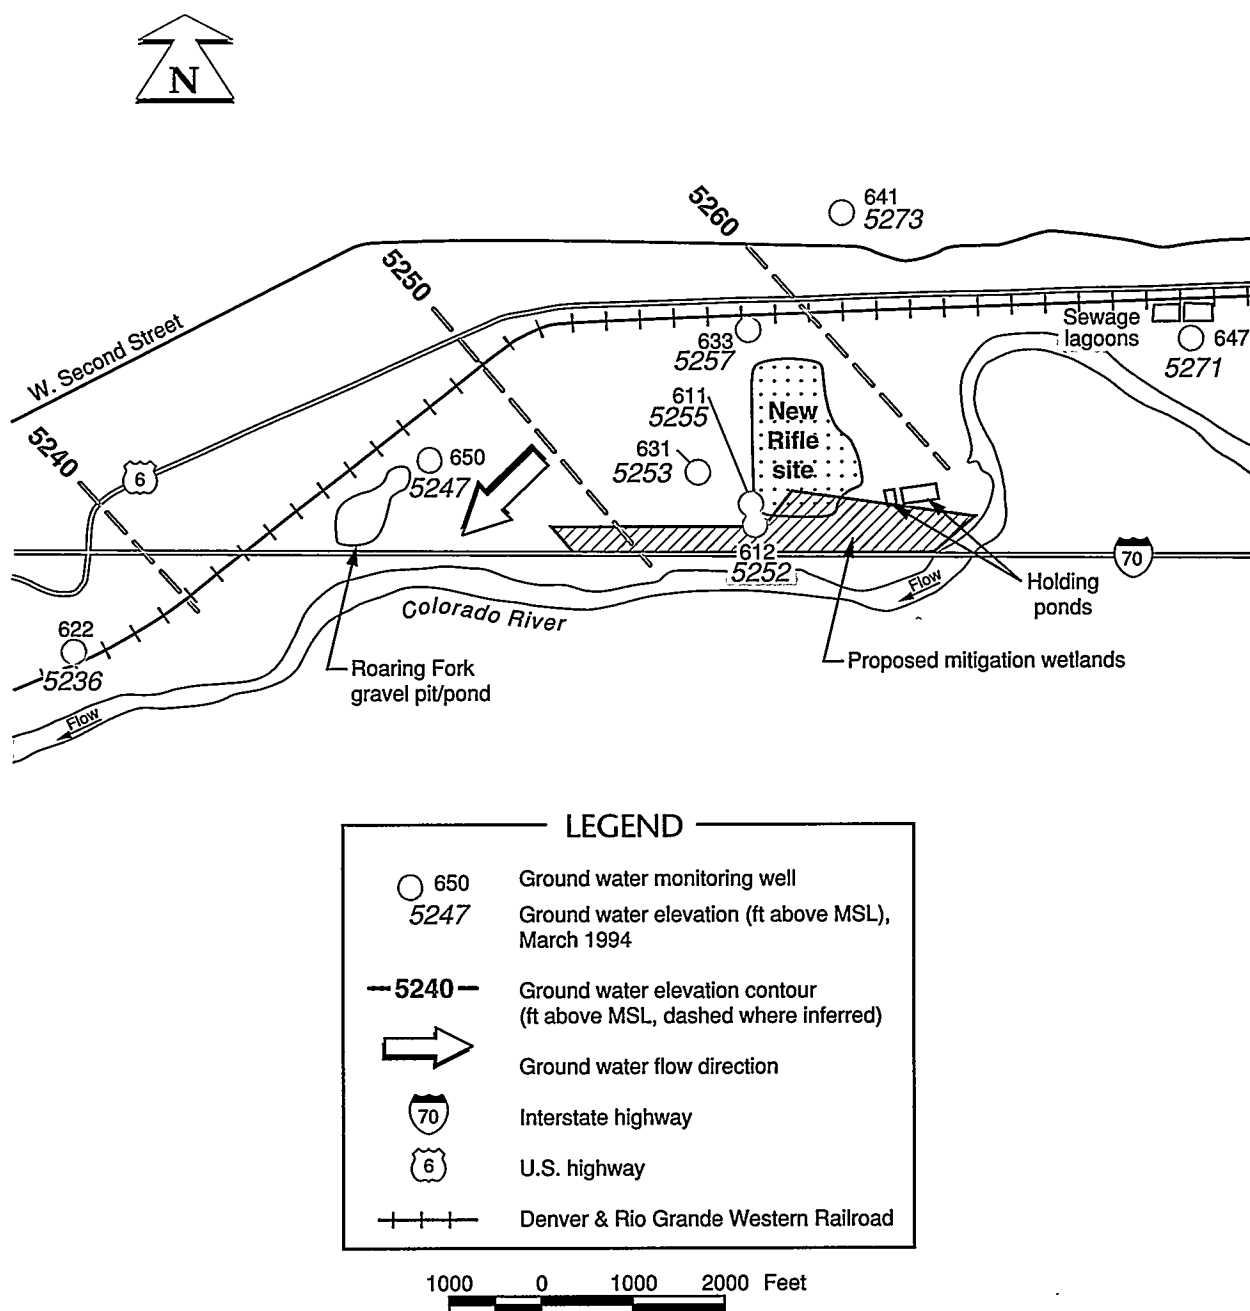 N
641
5273
5260
5250
W. Second Street
5240
6
633
5257
Sewage
lagoons
647
5271
611
5255
New
Rifle
site
631
5253
650
5247
612
5252
70
Flow
Holding
ponds
Colorado River
622
5236
Roaring Fork
gravel pit/pond
Proposed mitigation wetlands
Flow
LEGEND
650 Ground water monitoring well
5247 Ground water elevation (ft above MSL),
March 1994
5240 Ground water elevation contour
(ft above MSL, dashed where inferred)
Ground water flow direction
70 Interstate highway
6 U.S. highway
Denver & Rio Grande Western Railroad
1000 0 1000 2000 Feet